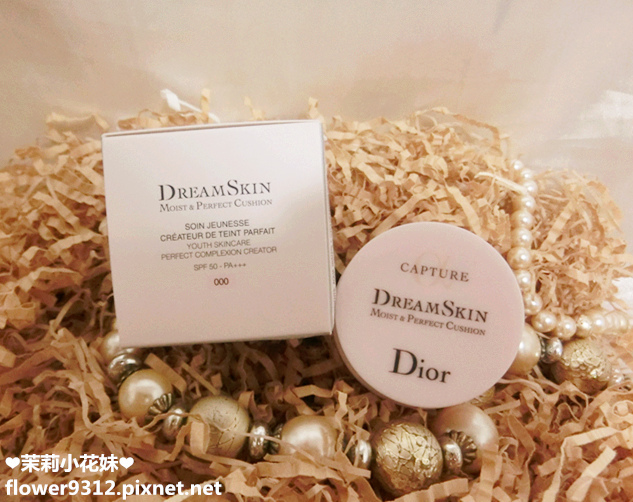 DREAMSKIN
MOIST & PERFECT CUSHION
SOIN JEUNESSE
CRÉATEUR DE TEINT PARFAIT
YOUTH SKINCARE
PERFECT COMPLEXION CREATOR
SPF 50 - PA+++
000
CAPTURE
DREAMSKIN
MOIST & PERFECT CUSHION
Dior
❤茉莉小花妹❤
flower9312.pixnet.net